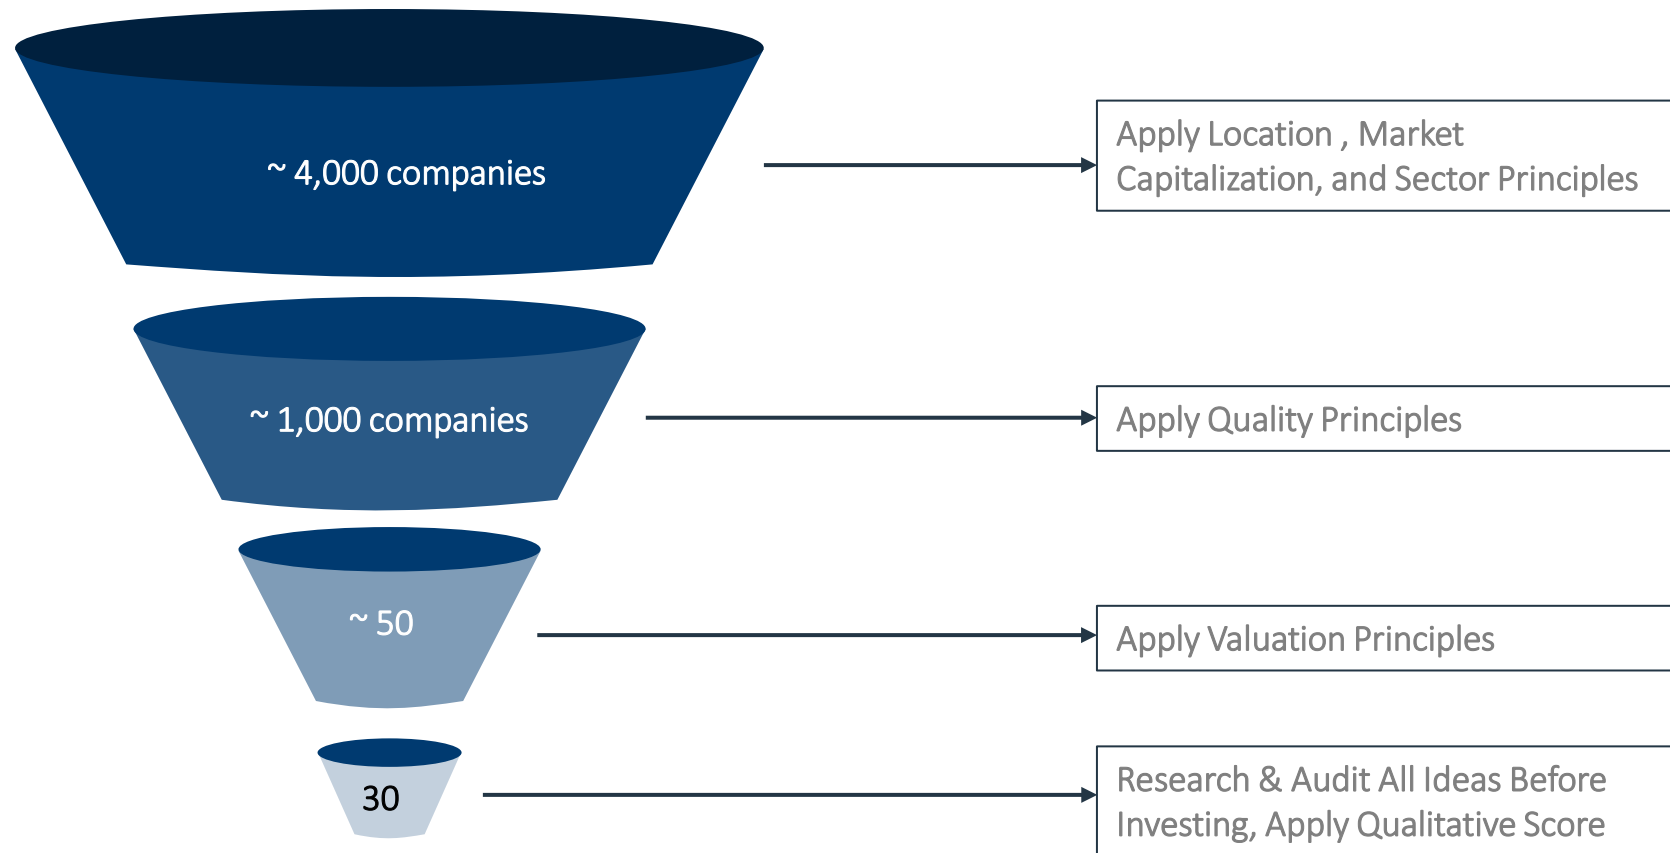 ~ 4,000 companies
Apply Location , Market
Capitalization, and Sector Principles
~ 1,000 companies
Apply Quality Principles
~ 50
Apply Valuation Principles
30
Research & Audit All Ideas Before
Investing, Apply Qualitative Score